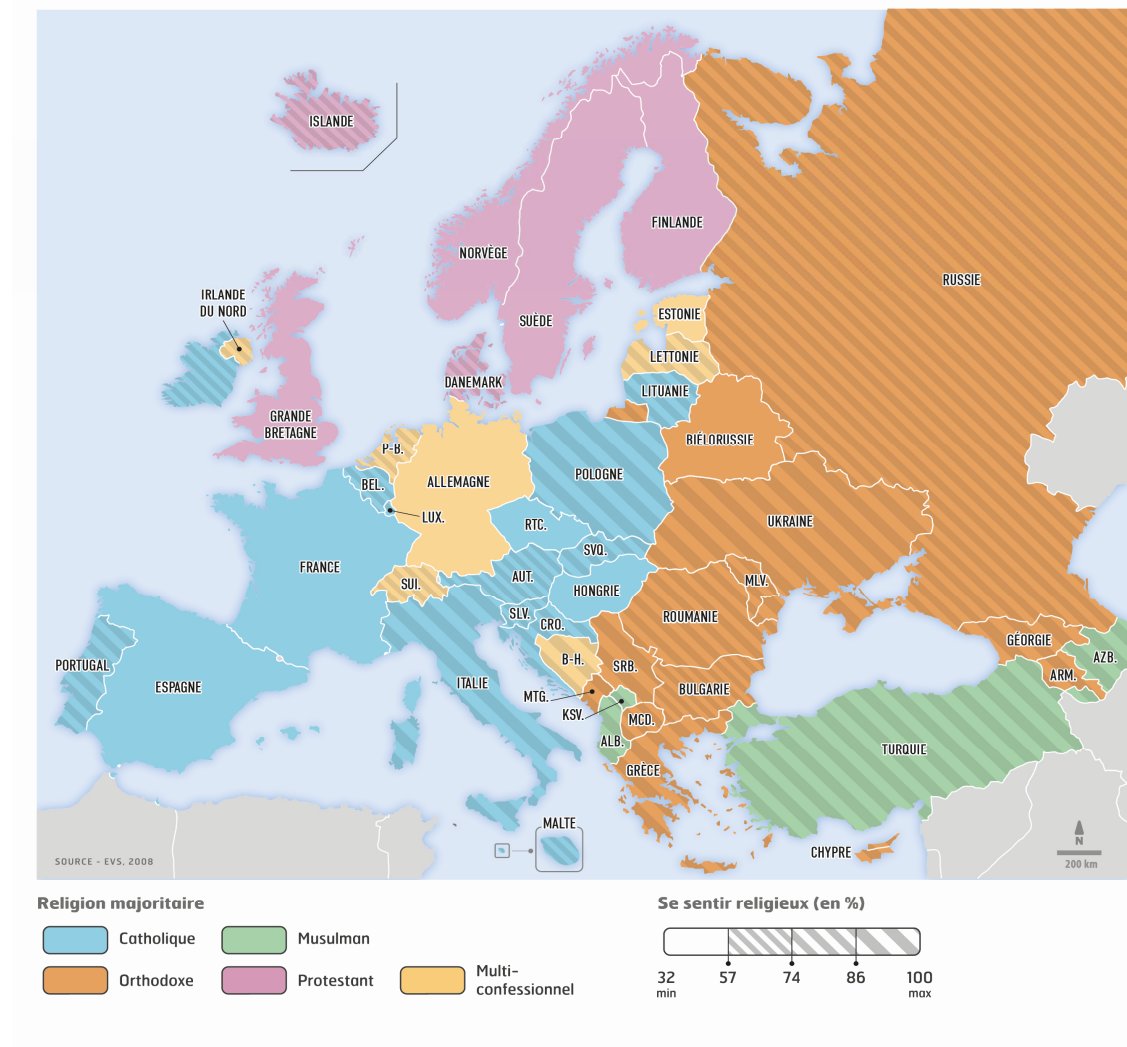 ISLANDE
FINLANDE
NORVÈGE
RUSSIE
IRLANDE
DU NORD
SUÈDE
ESTONIE
LETTONIE
DANEMARK
LITUANIE
GRANDE
BRETAGNE
BIÉLORUSSIE
P-B.
ALLEMAGNE
POLOGNE
BEL.
LUX.
RTC.
UKRAINE
SVQ.
FRANCE
AUT.
MLV.
SUI.
HONGRIE
SLV.
CRO.
ROUMANIE
GÉORGIE
B-H.
SRB.
AZB.
PORTUGAL
ARM.
ESPAGNE
ITALIE
BULGARIE
MTG.
KSV.
MCD.
ALB.
TURQUIE
GRÈCE
MALTE
CHYPRE
N
200 km
SOURCE - EVS, 2008
Religion majoritaire
Catholique
Musulman
Orthodoxe
Protestant
Multi-
confessionnel
Se sentir religieux (en %)
32 57 74 86 100
min max